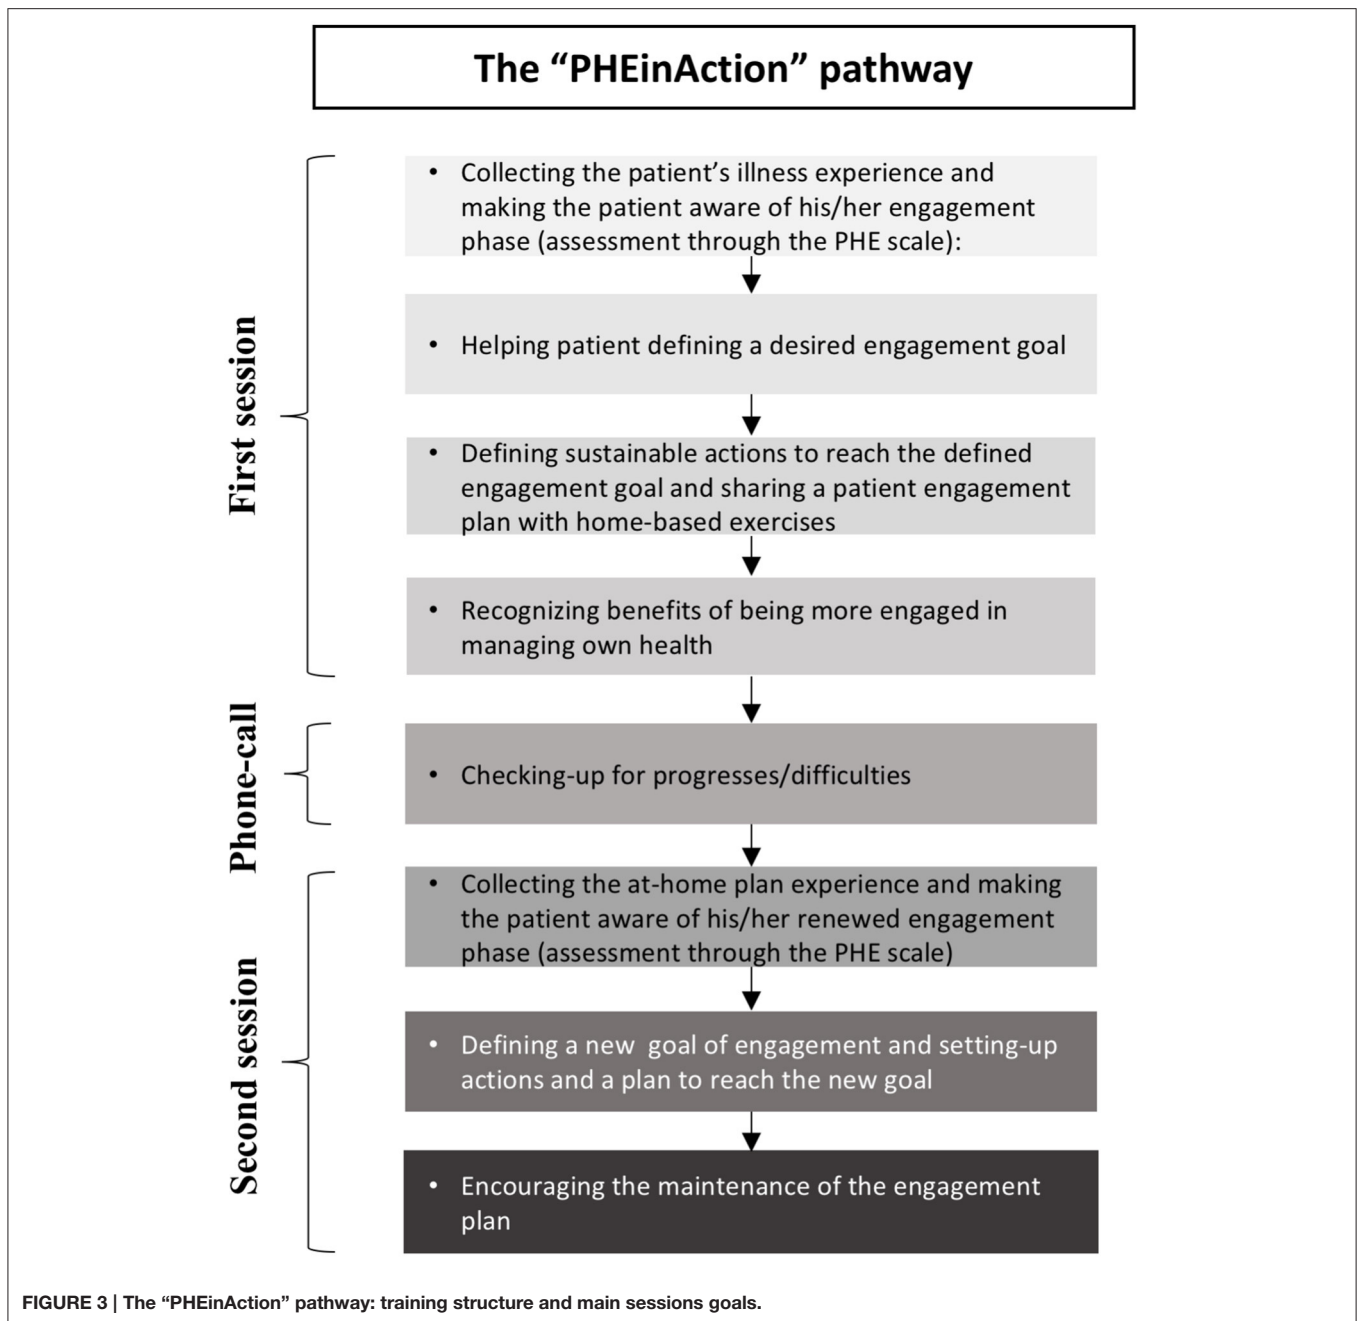 The “PHEinAction” pathway
First session
• Collecting the patient’s illness experience and
making the patient aware of his/her engagement
phase (assessment through the PHE scale):
• Helping patient defining a desired engagement goal
• Defining sustainable actions to reach the defined
engagement goal and sharing a patient engagement
plan with home-based exercises
• Recognizing benefits of being more engaged in
managing own health
Phone-call
• Checking-up for progresses/difficulties
Second session
• Collecting the at-home plan experience and making
the patient aware of his/her renewed engagement
phase (assessment through the PHE scale)
• Defining a new  goal of engagement and setting-up
actions and a plan to reach the new goal
• Encouraging the maintenance of the engagement
plan
FIGURE 3 | The “PHEinAction” pathway: training structure and main sessions goals.